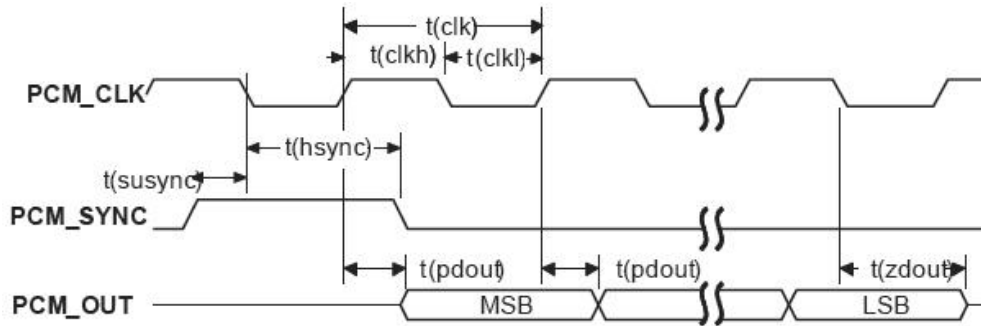 t(clk)
t(clkh) t(clkl)
PCM_CLK
t(hsync)
t(susync)
PCM_SYNC
t(pdout) t(pdout) t(zdout)
PCM_OUT MSB LSB